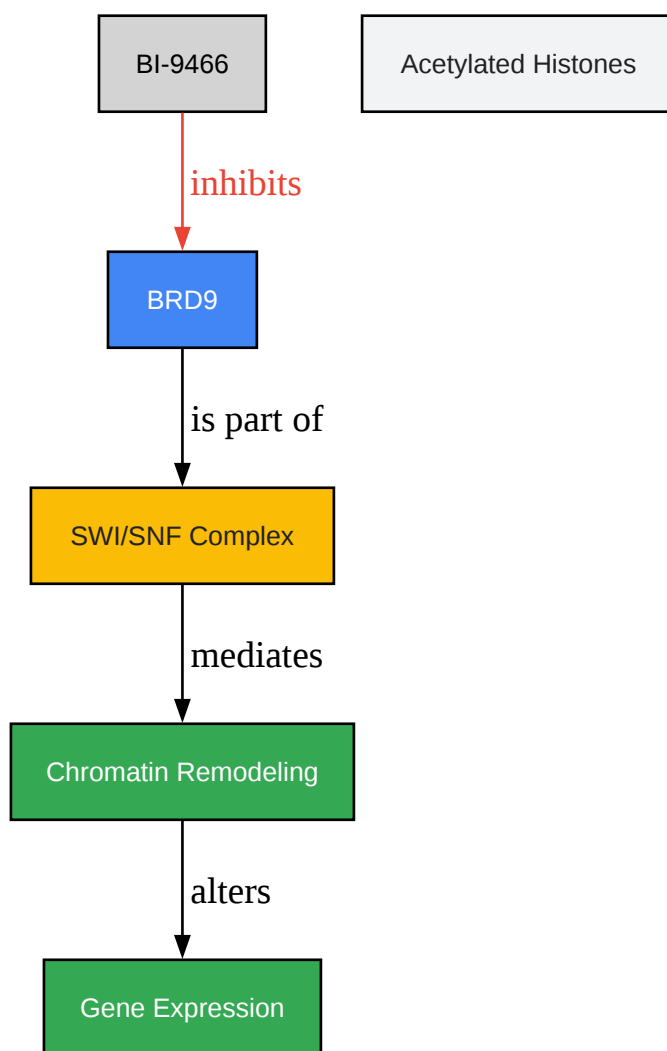 BI-9466
Acetylated Histones
inhibits
BRD9
is part of
SWI/SNF Complex
mediates
Chromatin Remodeling
alters
Gene Expression